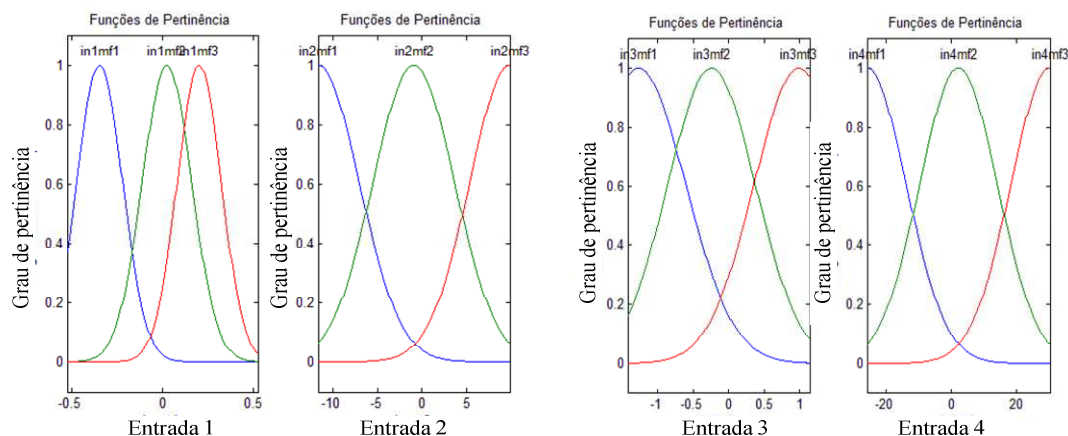 Funções de Pertinência
in1mf1 in1mf2 in1mf3
Grau de pertinência
1
0.8
0.6
0.4
0.2
0
-0.5 0 0.5
Entrada 1
Funções de Pertinência
in2mf1 in2mf2 in2mf3
Grau de pertinência
1
0.8
0.6
0.4
0.2
0
-10 -5 0 5
Entrada 2
Funções de Pertinência
in3mf1 in3mf2 in3mf3
Grau de pertinência
1
0.8
0.6
0.4
0.2
0
-1 -0.5 0 0.5 1
Entrada 3
Funções de Pertinência
in4mf1 in4mf2 in4mf3
Grau de pertinência
1
0.8
0.6
0.4
0.2
0
-20 0 20
Entrada 4